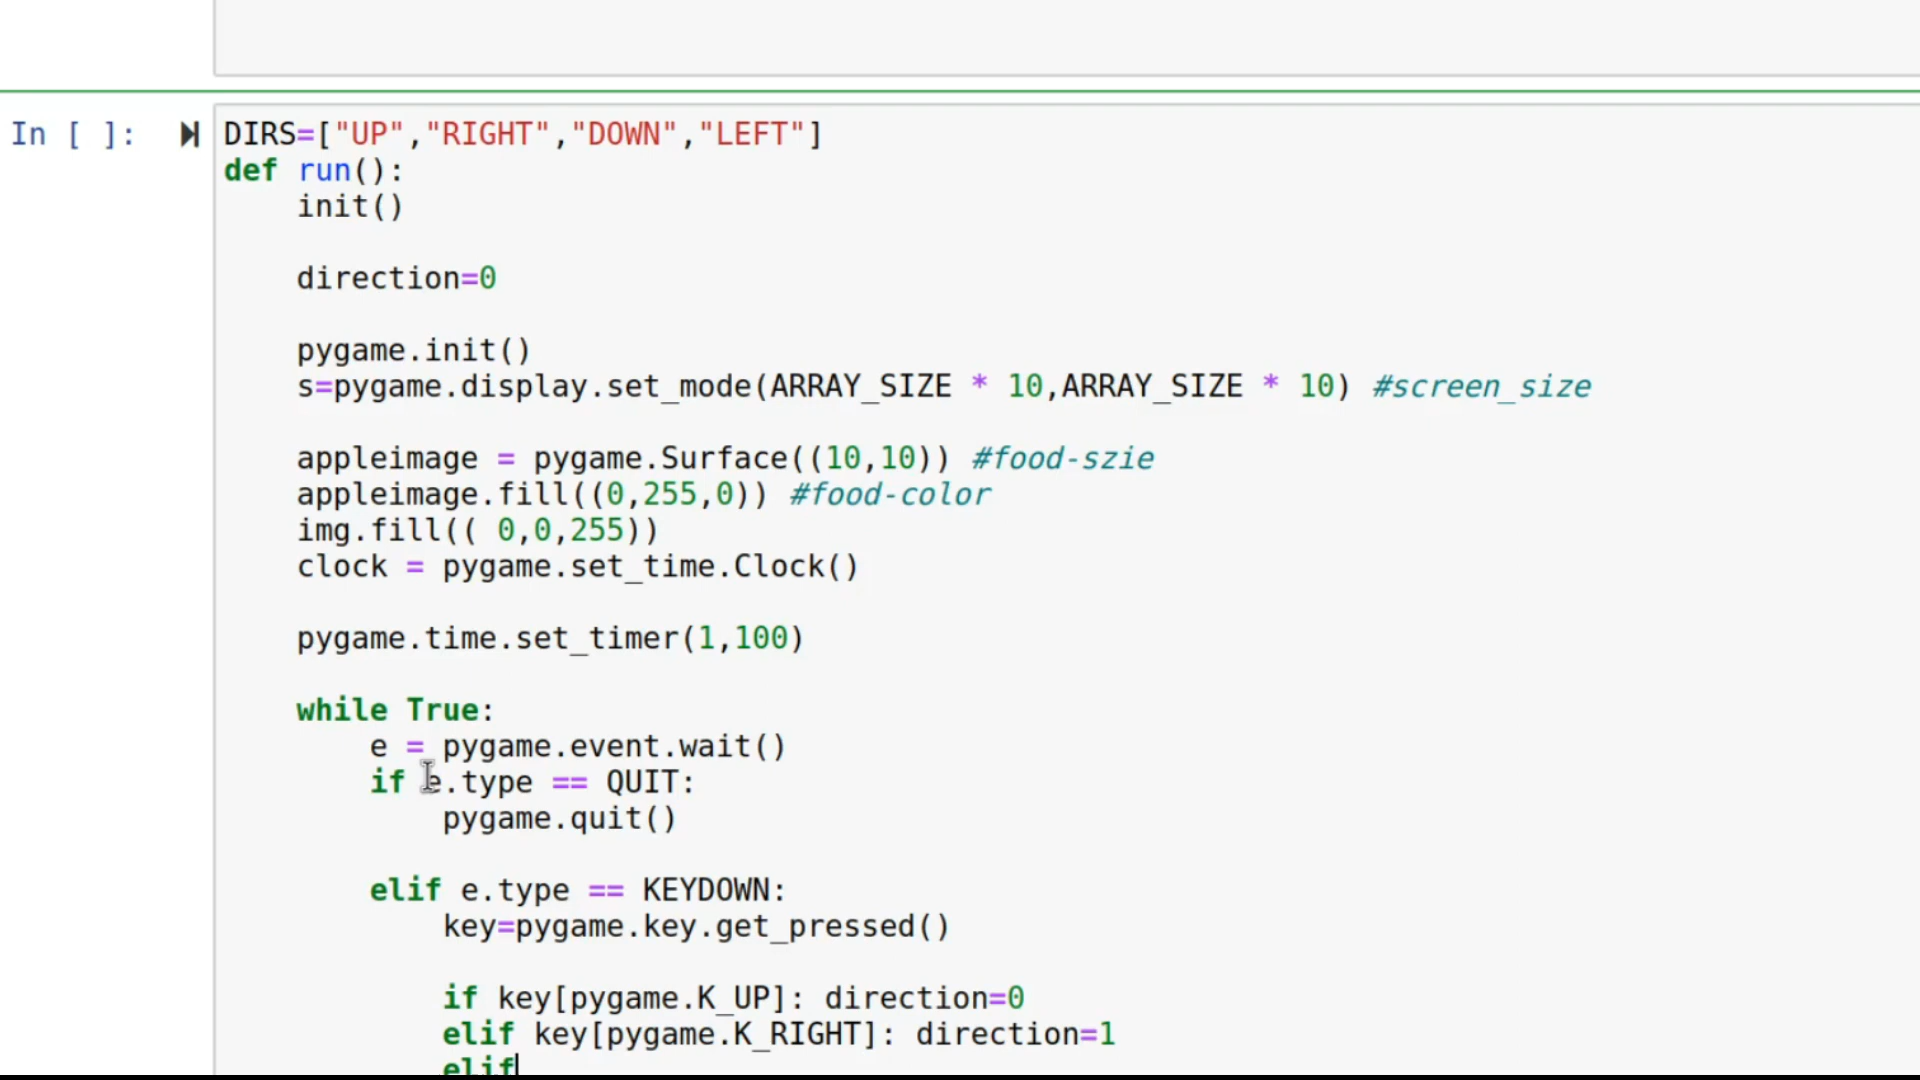 In [ ]:
DIRS=["UP","RIGHT","DOWN","LEFT"]
def run():
    init()
    direction=0
    pygame.init()
    s=pygame.display.set_mode(ARRAY_SIZE * 10,ARRAY_SIZE * 10) #screen_size
    appleimage = pygame.Surface((10,10)) #food-szie
    appleimage.fill((0,255,0)) #food-color
    img.fill(( 0,0,255))
    clock = pygame.set_time.Clock()
    pygame.time.set_timer(1,100)
    while True:
        e = pygame.event.wait()
        if e.type == QUIT:
            pygame.quit()
        elif e.type == KEYDOWN:
            key=pygame.key.get_pressed()
            if key[pygame.K_UP]: direction=0
            elif key[pygame.K_RIGHT]: direction=1
            elif